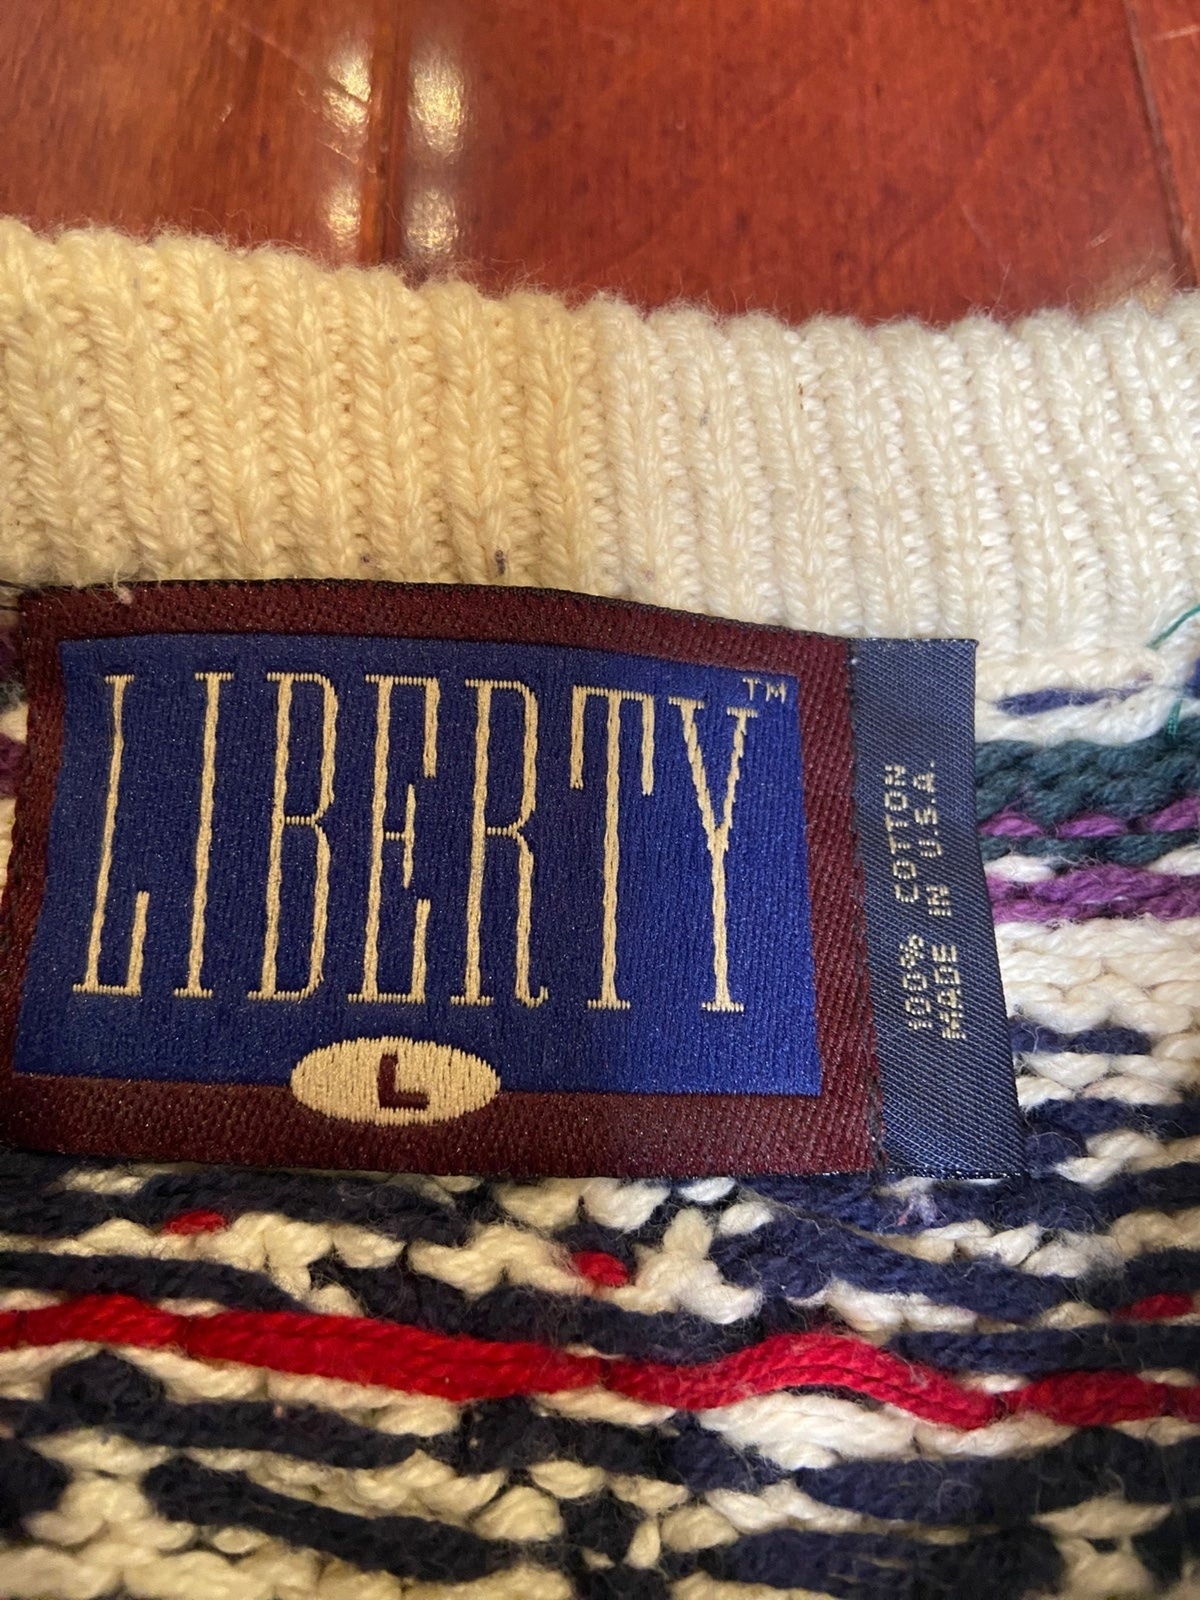 LIBERTY™
L
100% COTTON
MADE IN U.S.A.